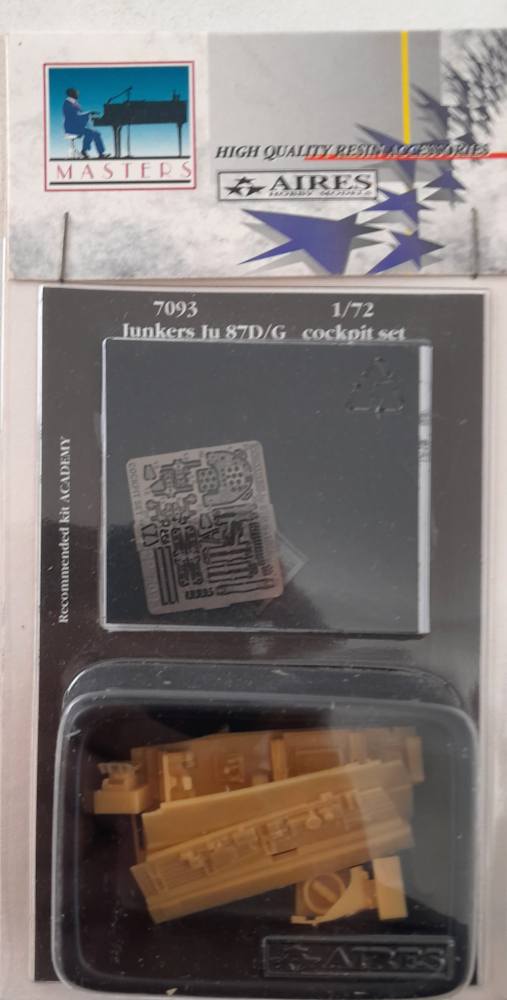 MASTERS
HIGH QUALITY RESIN ACCESSORIES
AIRES
HOBBY MODELS
7093 1/72
Junkers Ju 87D/G cockpit set
Recommended kit ACADEMY
AIRES